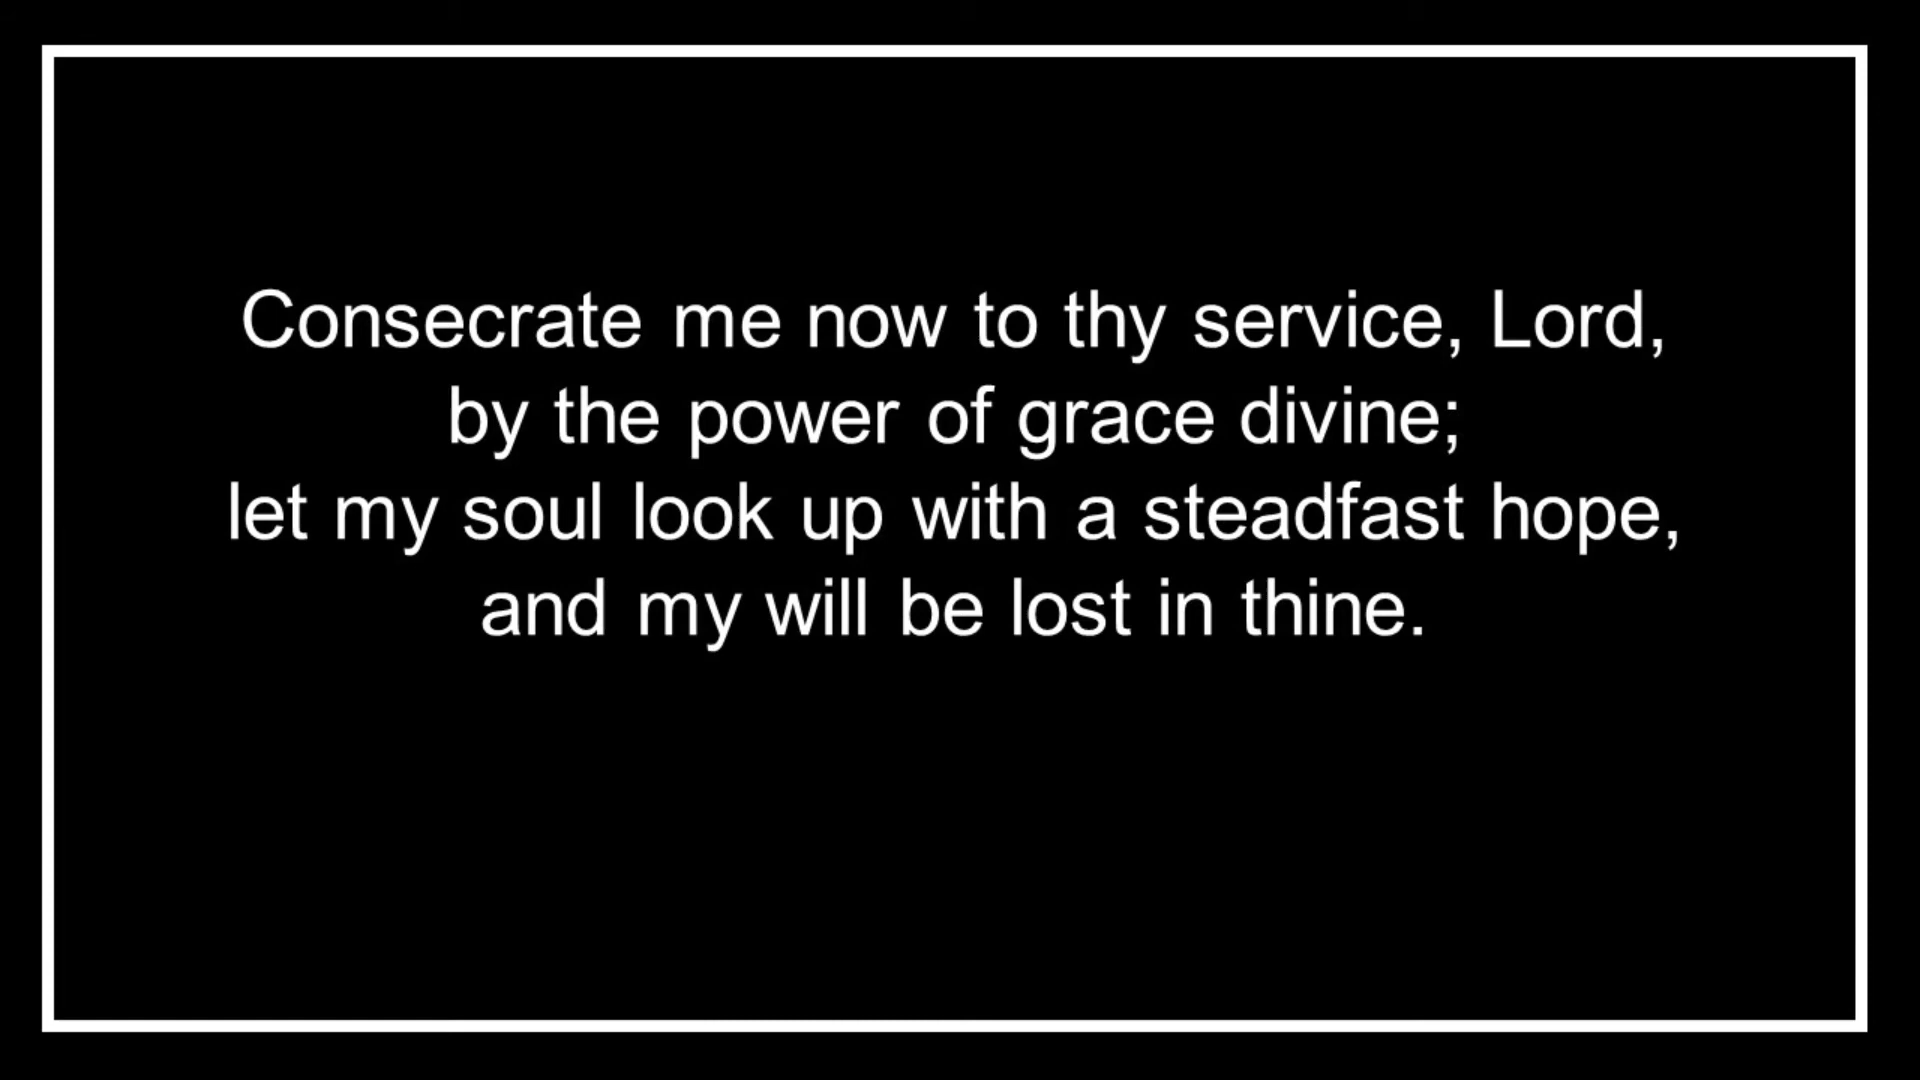 Consecrate me now to thy service, Lord,
by the power of grace divine;
let my soul look up with a steadfast hope,
and my will be lost in thine.